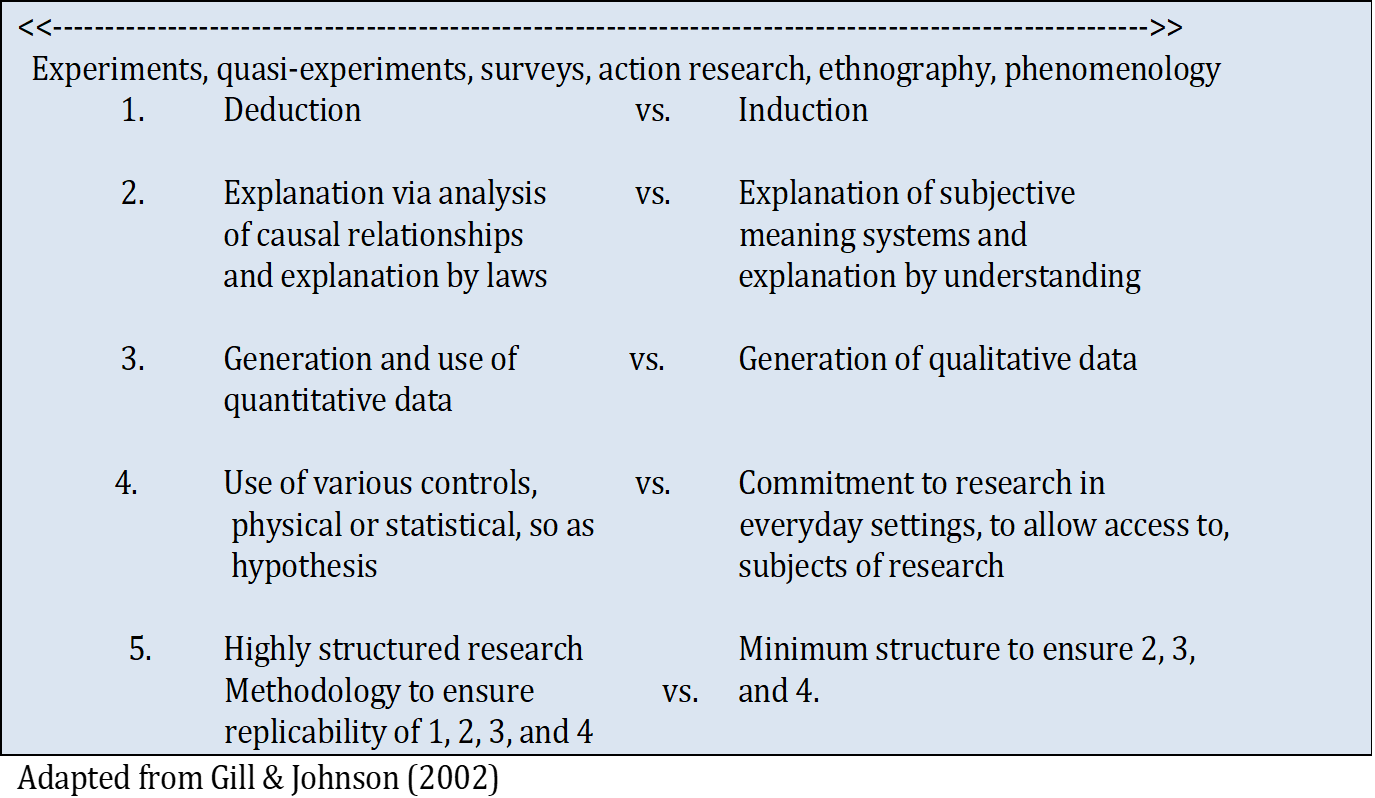 <<---------------------------------------------------------------------------------------------------------->>
Experiments, quasi-experiments, surveys, action research, ethnography, phenomenology
1. Deduction vs. Induction
2. Explanation via analysis vs. Explanation of subjective
of causal relationships meaning systems and
and explanation by laws explanation by understanding
3. Generation and use of vs. Generation of qualitative data
quantitative data
4. Use of various controls, vs. Commitment to research in
physical or statistical, so as everyday settings, to allow access to,
hypothesis subjects of research
5. Highly structured research Minimum structure to ensure 2, 3,
Methodology to ensure vs. and 4.
replicability of 1, 2, 3, and 4
Adapted from Gill & Johnson (2002)